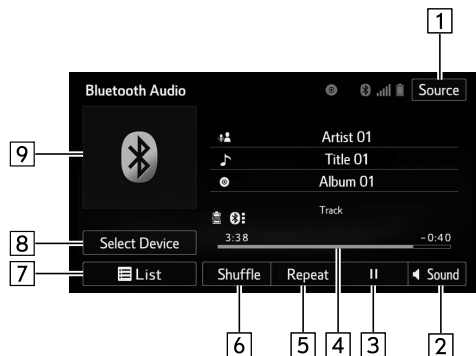 1
Bluetooth Audio
Source
9
Artist 01
Title 01
Album 01
Track
8
Select Device
3:38
-0:40
7
List
Shuffle
Repeat
Sound
6
5
4
3
2